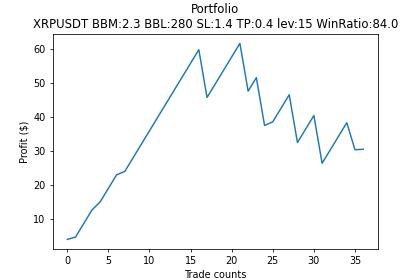 Portfolio
XRPUSDT BBM:2.3 BBL:280 SL:1.4 TP:0.4 lev:15 WinRatio:84.0
Profit ($)
60
50
40
30
20
10
0 5 10 15 20 25 30 35
Trade counts